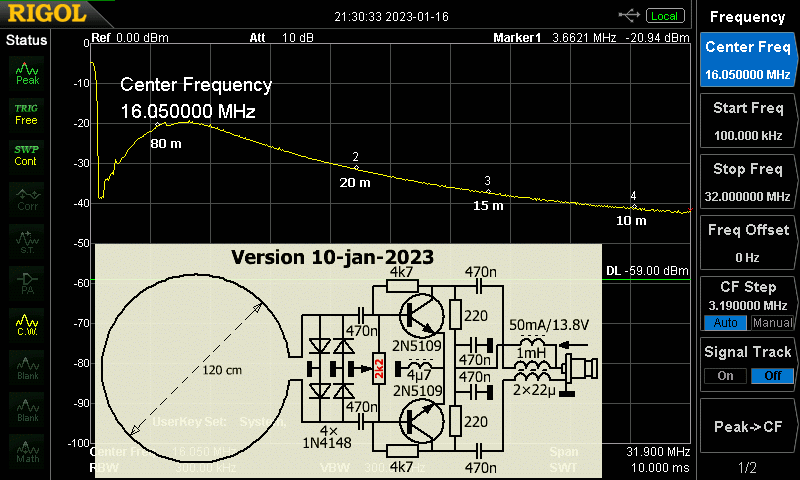 RIGOL
21:30:33 2023-01-16
Local
Frequency
Status
Ref 0.00 dBm
Att 10 dB
Marker1 3.6621 MHz -20.94 dBm
Center Freq
16.050000 MHz
Peak
TRIG
Free
SWP
Cont
Corr
S.T.
PA
C.W.
Blank
Blank
Math
0
-10
-20
-30
-40
-50
-60
-70
-80
-90
-100
Center Frequency
16.050000 MHz
80 m
2
20 m
3
15 m
4
10 m
DL -59.00 dBm
Start Freq
100.000 kHz
Stop Freq
32.000000 MHz
Freq Offset
0 Hz
CF Step
3.190000 MHz
Auto Manual
Signal Track
On Off
Peak->CF
1/2
Version 10-jan-2023
4k7 470n
470n
220
50mA/13.8V
2N5109
470n
1mH
120 cm
2k2
4µ7
470n
2N5109
2×22µ
470n
220
4×
1N4148
4k7 470n
UserKey Set: System,
Center Freq 16.050 MHz
Span 31.900 MHz
RBW 300.00 kHz
VBW 300.00 kHz
SWT 10.000 ms